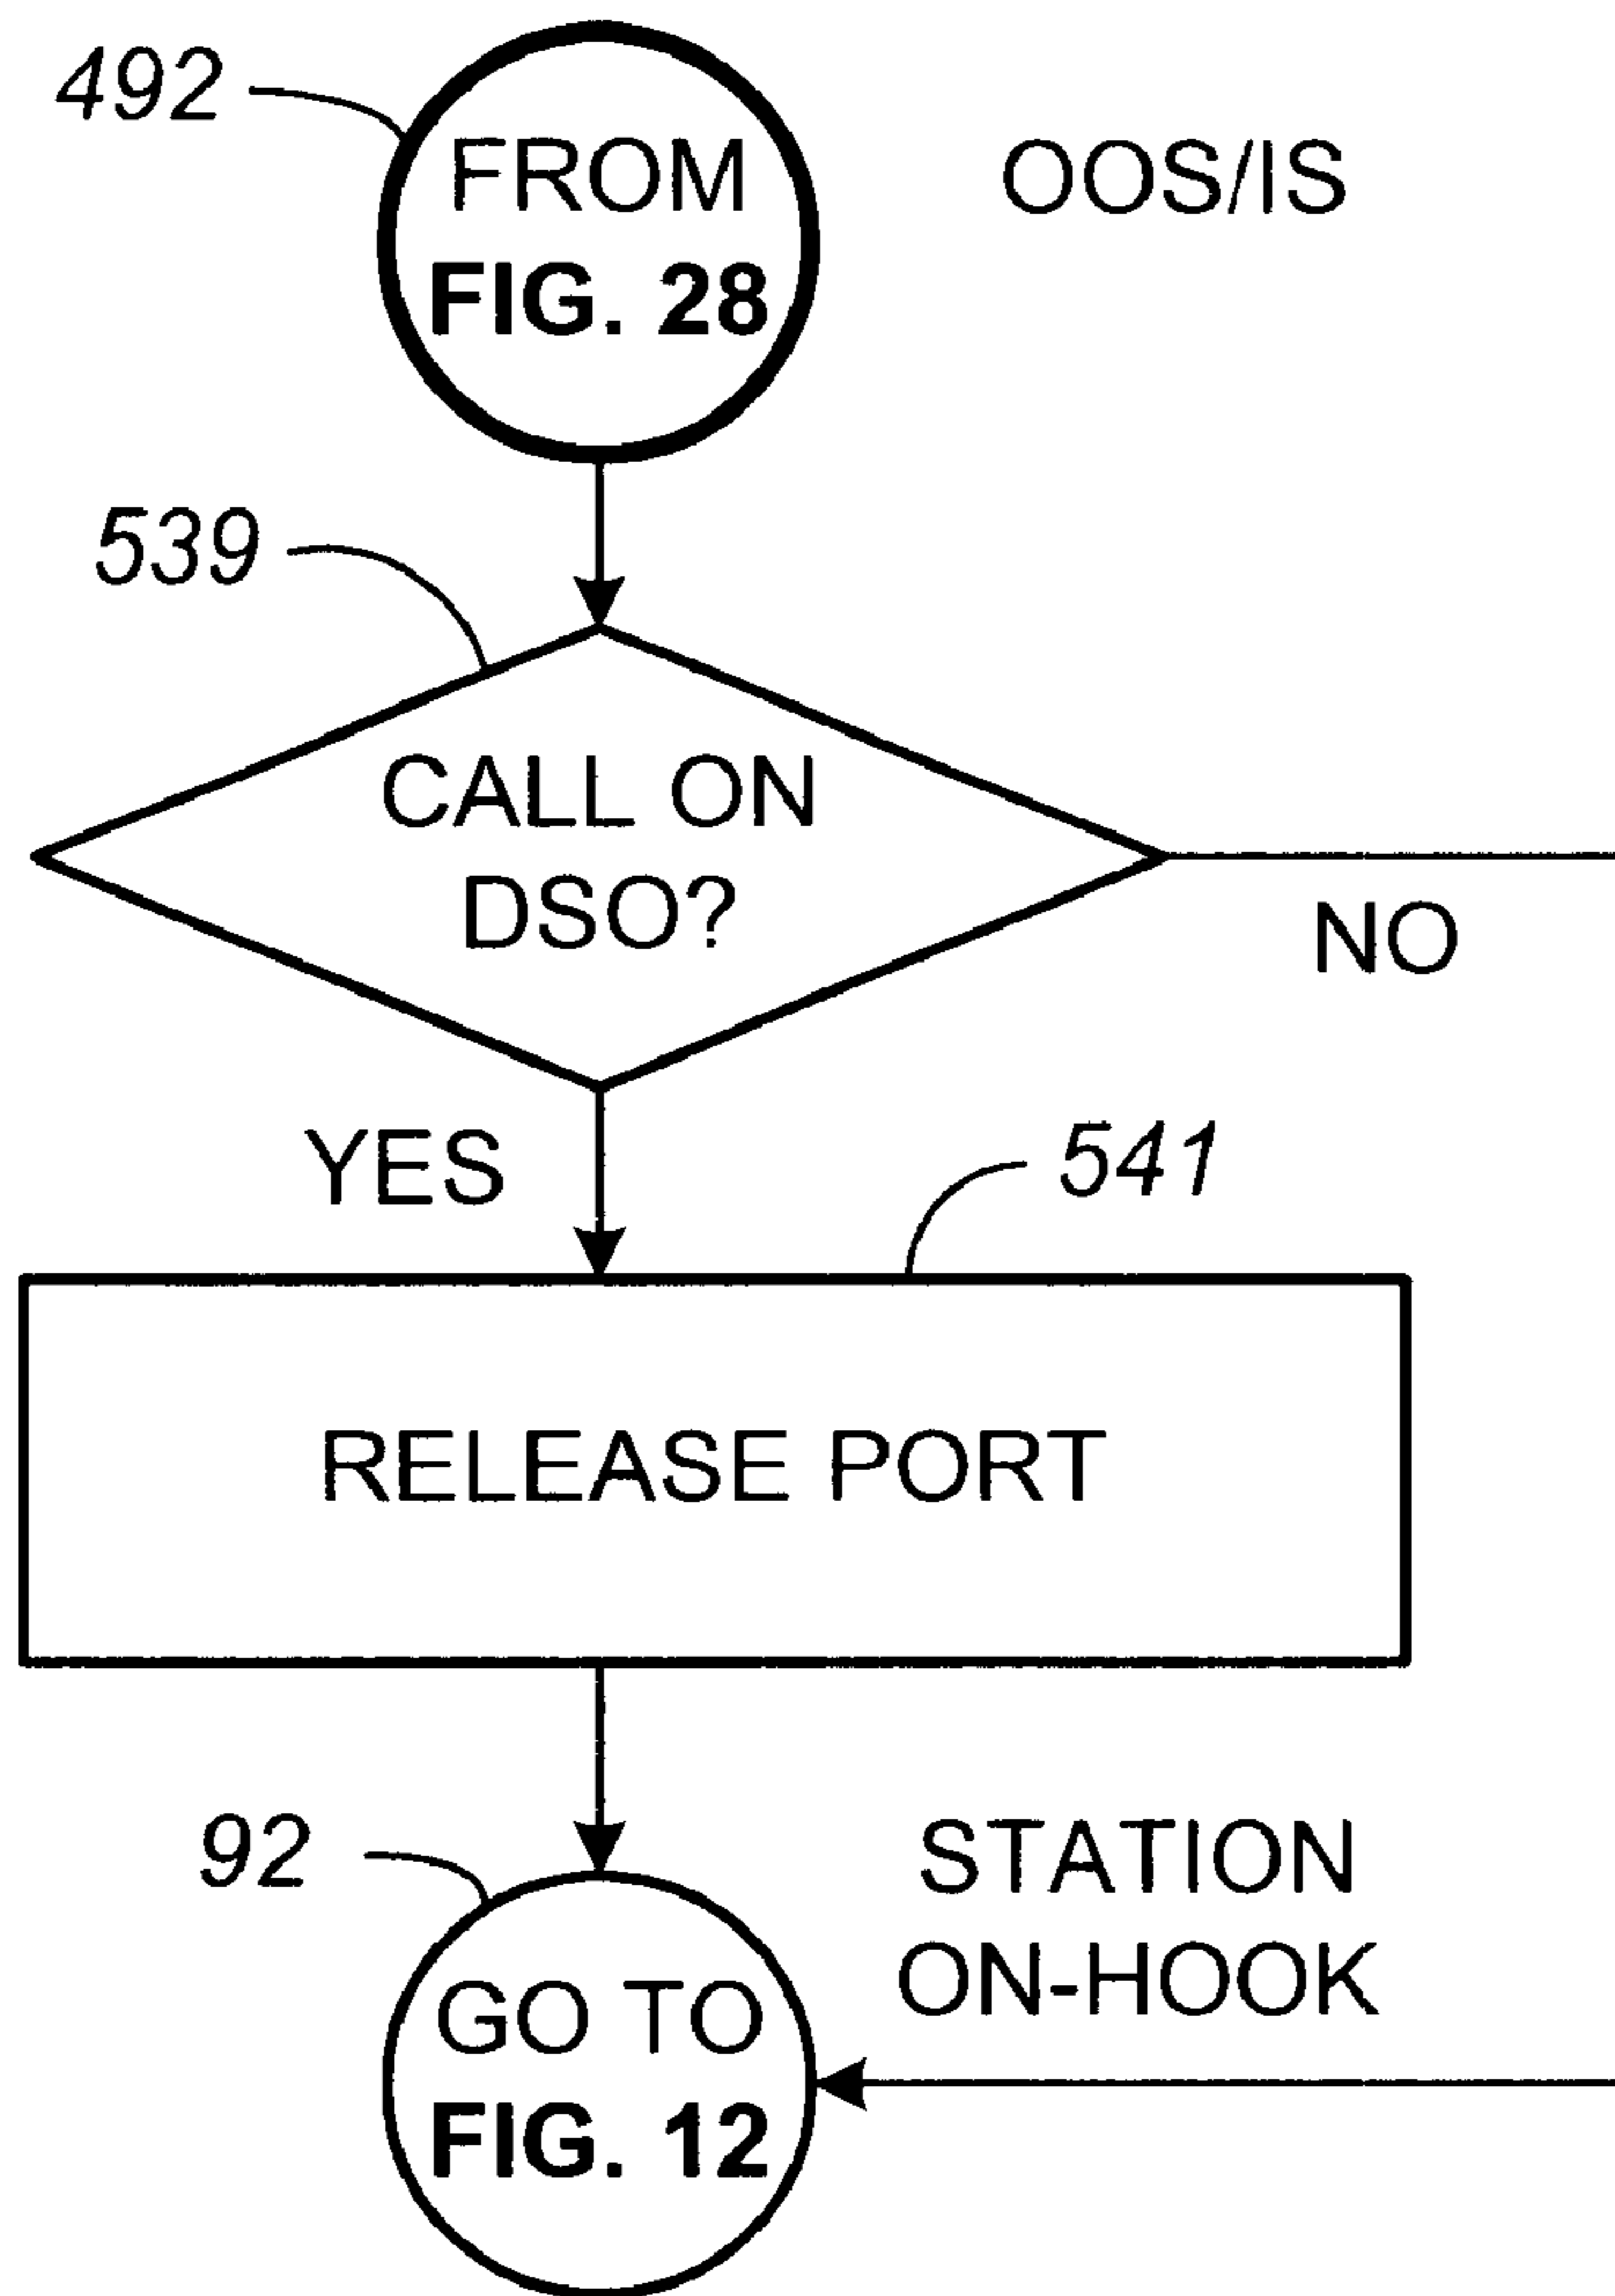 492
FROM
FIG. 28
OOS/IS
539
CALL ON
DSO?
NO
YES
541
RELEASE PORT
92
STATION
ON-HOOK
GO TO
FIG. 12